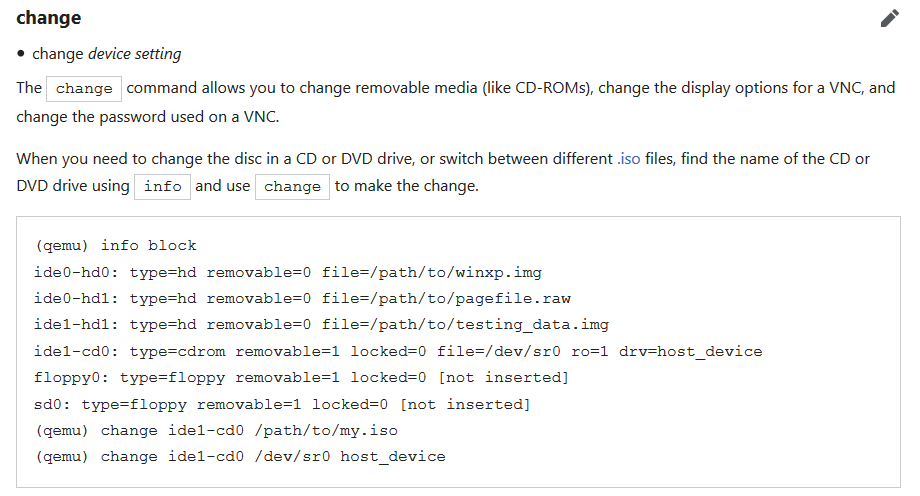 change
• change device setting
The change command allows you to change removable media (like CD-ROMs), change the display options for a VNC, and
change the password used on a VNC.
When you need to change the disc in a CD or DVD drive, or switch between different .iso files, find the name of the CD or
DVD drive using info and use change to make the change.
(qemu) info block
ide0-hd0: type=hd removable=0 file=/path/to/winxp.img
ide0-hd1: type=hd removable=0 file=/path/to/pagefile.raw
ide1-hd1: type=hd removable=0 file=/path/to/testing_data.img
ide1-cd0: type=cdrom removable=1 locked=0 file=/dev/sr0 ro=1 drv=host_device
floppy0: type=floppy removable=1 locked=0 [not inserted]
sd0: type=floppy removable=1 locked=0 [not inserted]
(qemu) change ide1-cd0 /path/to/my.iso
(qemu) change ide1-cd0 /dev/sr0 host_device